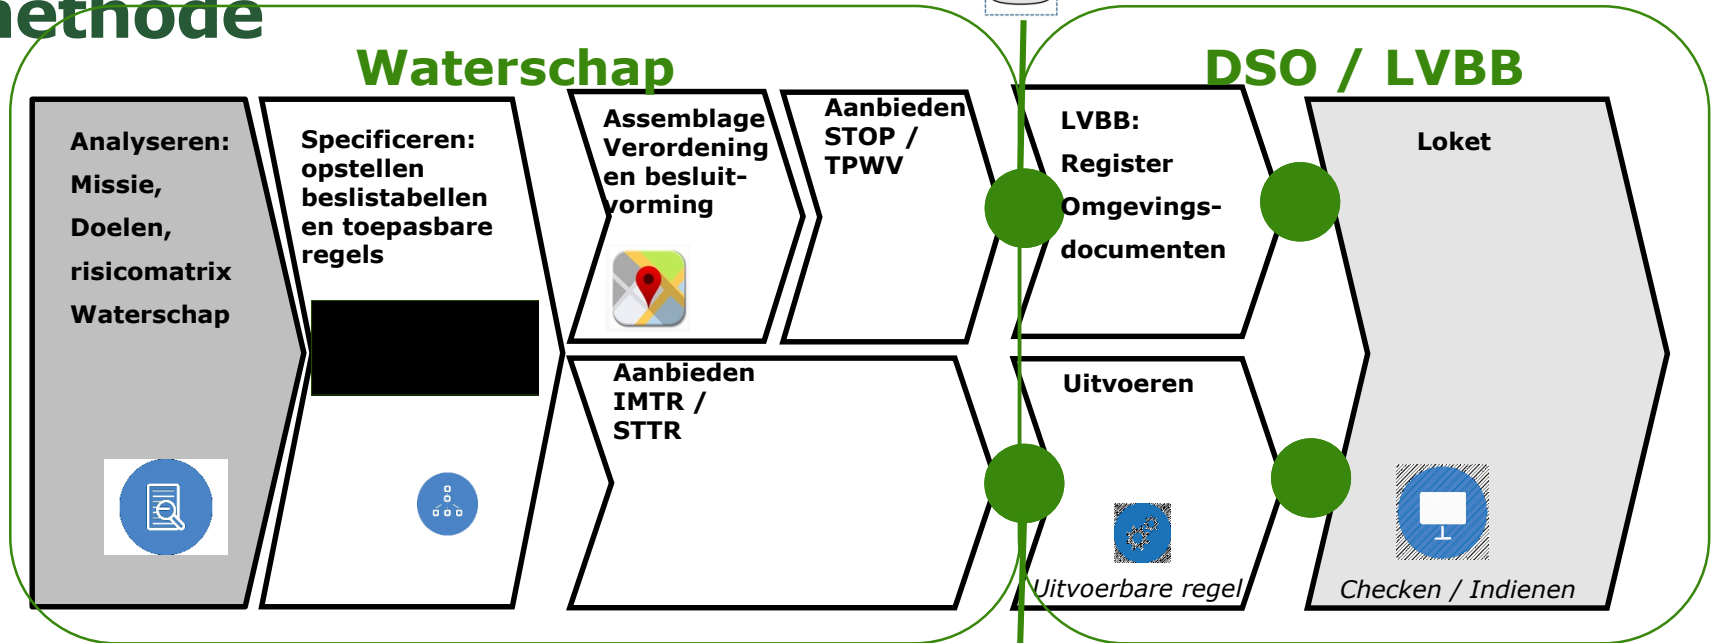 methode
Waterschap
DSO / LVBB
Analyseren:
Missie,
Doelen,
risicomatrix
Waterschap
Specificeren:
opstellen
beslistabellen
en toepasbare
regels
Assemblage
Verordening
en besluit-
vorming
Aanbieden
STOP /
TPWV
Aanbieden
IMTR /
STTR
LVBB:
Register
Omgevings-
documenten
Uitvoeren
Uitvoerbare regel
Loket
Checken / Indienen